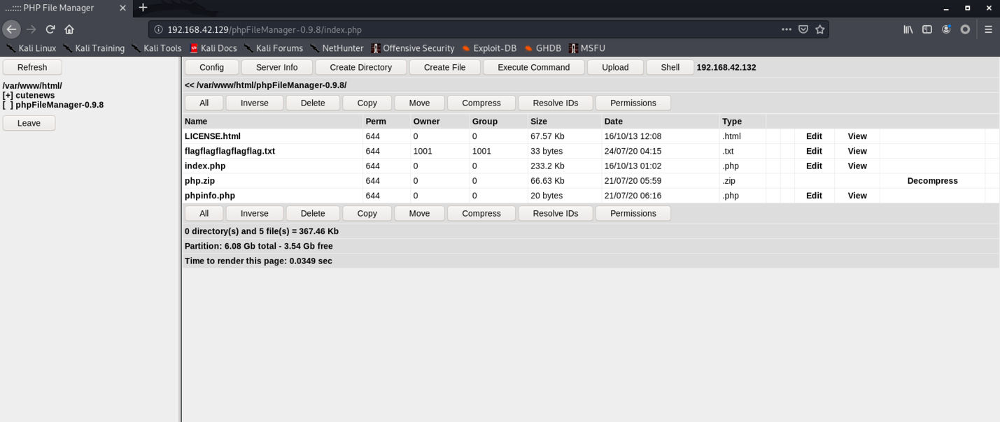 ...:::: PHP File Manager
192.168.42.129/phpFileManager-0.9.8/index.php
Kali Linux Kali Training Kali Tools Kali Docs Kali Forums NetHunter Offensive Security Exploit-DB GHDB MSFU
Refresh
/var/www/html/
[+] cutenews
[ ] phpFileManager-0.9.8
Leave
Config Server Info Create Directory Create File Execute Command Upload Shell 192.168.42.132
<< /var/www/html/phpFileManager-0.9.8/
All Inverse Delete Copy Move Compress Resolve IDs Permissions
Name Perm Owner Group Size Date Type
LICENSE.html 644 0 0 67.57 Kb 16/10/13 12:08 .html Edit View
flagflagflagflagflag.txt 644 1001 1001 33 bytes 24/07/20 04:15 .txt Edit View
index.php 644 0 0 233.2 Kb 16/10/13 01:02 .php Edit View
php.zip 644 0 0 66.63 Kb 21/07/20 05:59 .zip Decompress
phpinfo.php 644 0 0 20 bytes 21/07/20 06:16 .php Edit View
All Inverse Delete Copy Move Compress Resolve IDs Permissions
0 directory(s) and 5 file(s) = 367.46 Kb
Partition: 6.08 Gb total - 3.54 Gb free
Time to render this page: 0.0349 sec